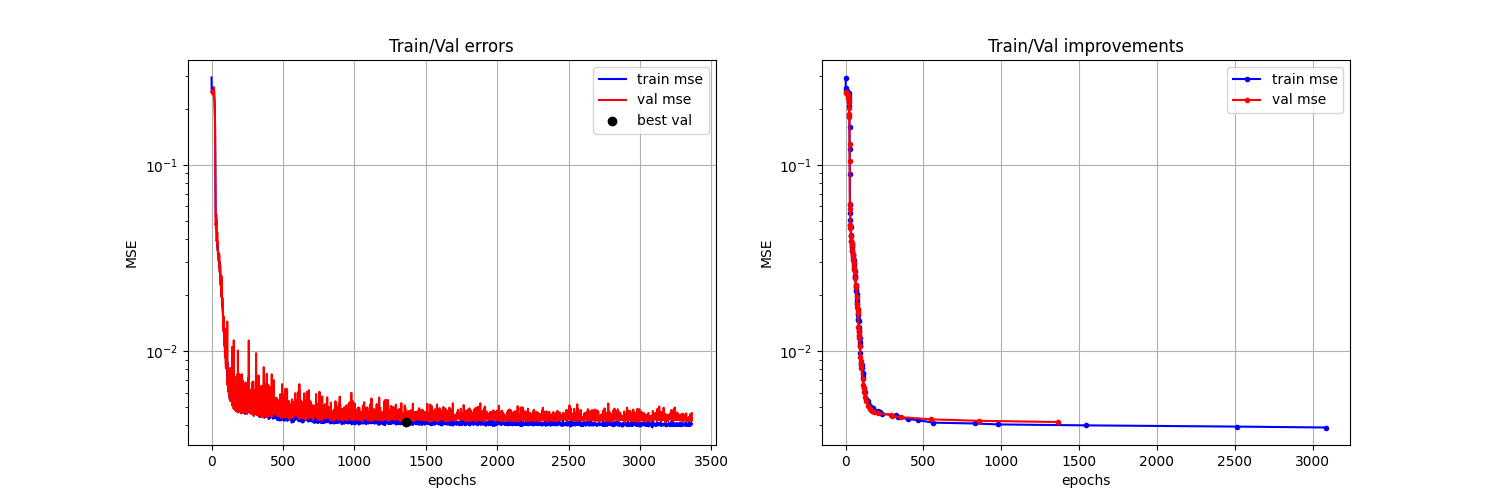 Train/Val errors
MSE
10⁻¹
10⁻²
train mse
val mse
best val
0 500 1000 1500 2000 2500 3000 3500
epochs
Train/Val improvements
MSE
10⁻¹
10⁻²
train mse
val mse
0 500 1000 1500 2000 2500 3000
epochs